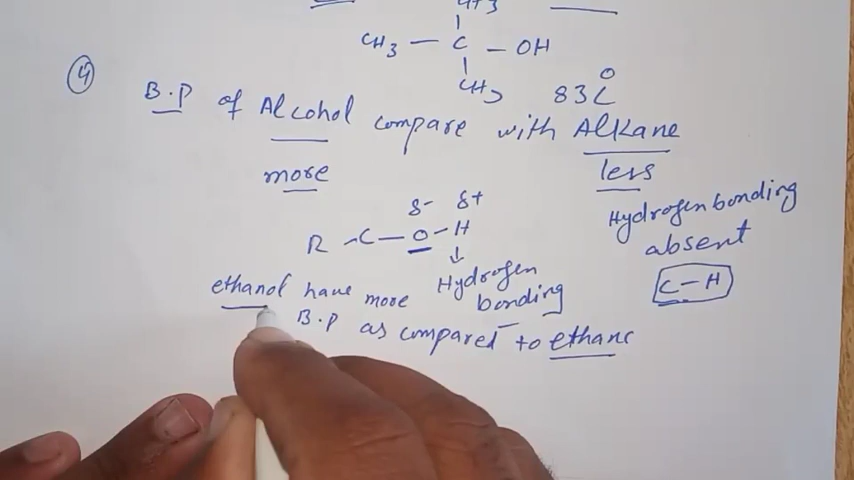 CH3
CH3 — C — OH
CH3 83°C
4
B.P of Alcohol compare with Alkane
more less
δ- δ+
R - C — O - H
Hydrogen bonding
absent
C - H
Hydrogen
bonding
ethanol have more
B.P as compared to ethane